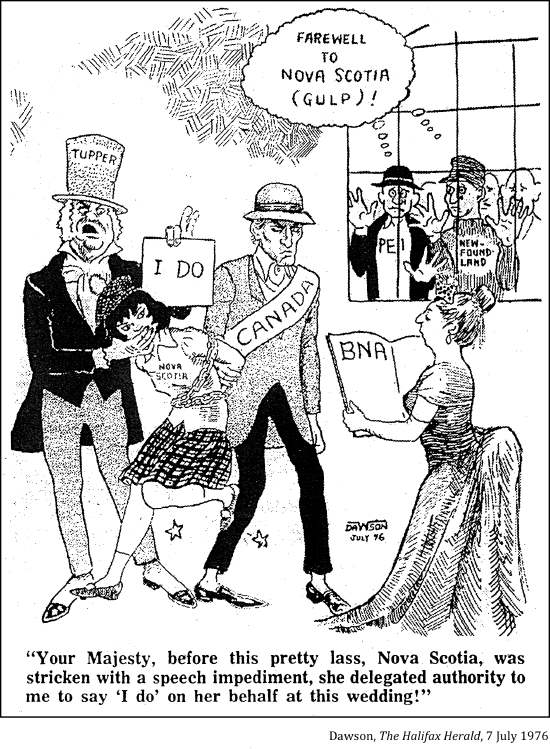 FAREWELL
TO
NOVA SCOTIA
(GULP)!
TUPPER
I DO
CANADA
NOVA
SCOTIA
PEI
NEW-
FOUND-
LAND
BNA
DAWSON
JULY 76
“Your Majesty, before this pretty lass, Nova Scotia, was
stricken with a speech impediment, she delegated authority to
me to say ‘I do’ on her behalf at this wedding!”
Dawson, The Halifax Herald, 7 July 1976